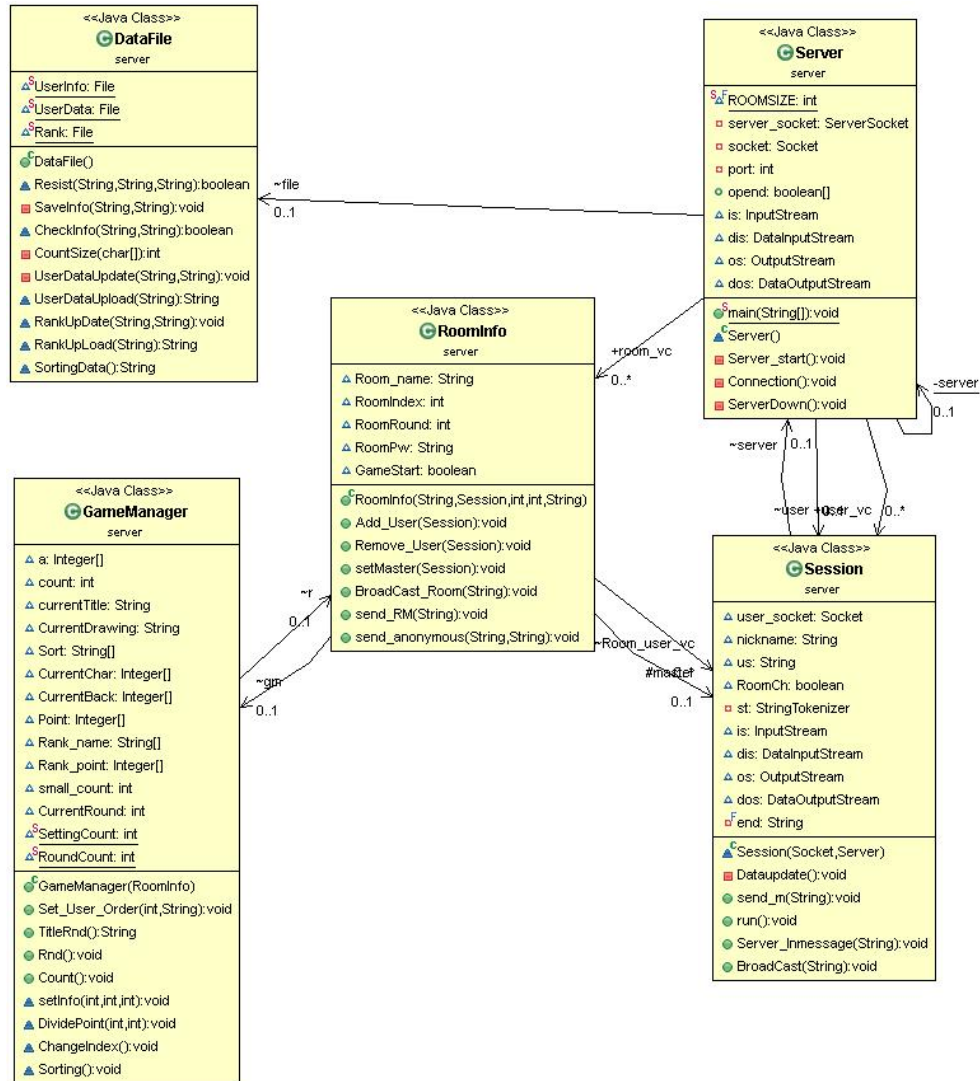 <<Java Class>>
DataFile
server
UserInfo: File
UserData: File
Rank: File
DataFile()
Resist(String,String,String):boolean
SaveInfo(String,String):void
CheckInfo(String,String):boolean
CountSize(char[]):int
UserDataUpdate(String,String):void
UserDataUpload(String):String
RankUpDate(String,String):void
RankUpLoad(String):String
SortingData():String
~file
0..1
<<Java Class>>
Server
server
ROOMSIZE: int
server_socket: ServerSocket
socket: Socket
port: int
opend: boolean[]
is: InputStream
dis: DataInputStream
os: OutputStream
dos: DataOutputStream
main(String[]):void
Server()
Server_start():void
Connection():void
ServerDown():void
-server
0..1
+room_vc
0..*
<<Java Class>>
RoomInfo
server
Room_name: String
RoomIndex: int
RoomRound: int
RoomPw: String
GameStart: boolean
RoomInfo(String,Session,int,int,String)
Add_User(Session):void
Remove_User(Session):void
setMaster(Session):void
BroadCast_Room(String):void
send_RM(String):void
send_anonymous(String,String):void
~server
0..1
~user
0..*
~r
0..1
~gm
0..1
~Room_user_vc
0..1
<<Java Class>>
GameManager
server
a: Integer[]
count: int
currentTitle: String
CurrentDrawing: String
Sort: String[]
CurrentChar: Integer[]
CurrentBack: Integer[]
Point: Integer[]
Rank_name: String[]
Rank_point: Integer[]
small_count: int
CurrentRound: int
SettingCount: int
RoundCount: int
GameManager(RoomInfo)
Set_User_Order(int,String):void
TitleRnd():String
Rnd():void
Count():void
setInfo(int,int,int):void
DividePoint(int,int):void
ChangeIndex():void
Sorting():void
<<Java Class>>
Session
server
user_socket: Socket
nickname: String
us: String
RoomCh: boolean
st: StringTokenizer
is: InputStream
dis: DataInputStream
os: OutputStream
dos: DataOutputStream
end: String
Session(Socket,Server)
Dataupdate():void
send_m(String):void
run():void
Server_Inmessage(String):void
BroadCast(String):void